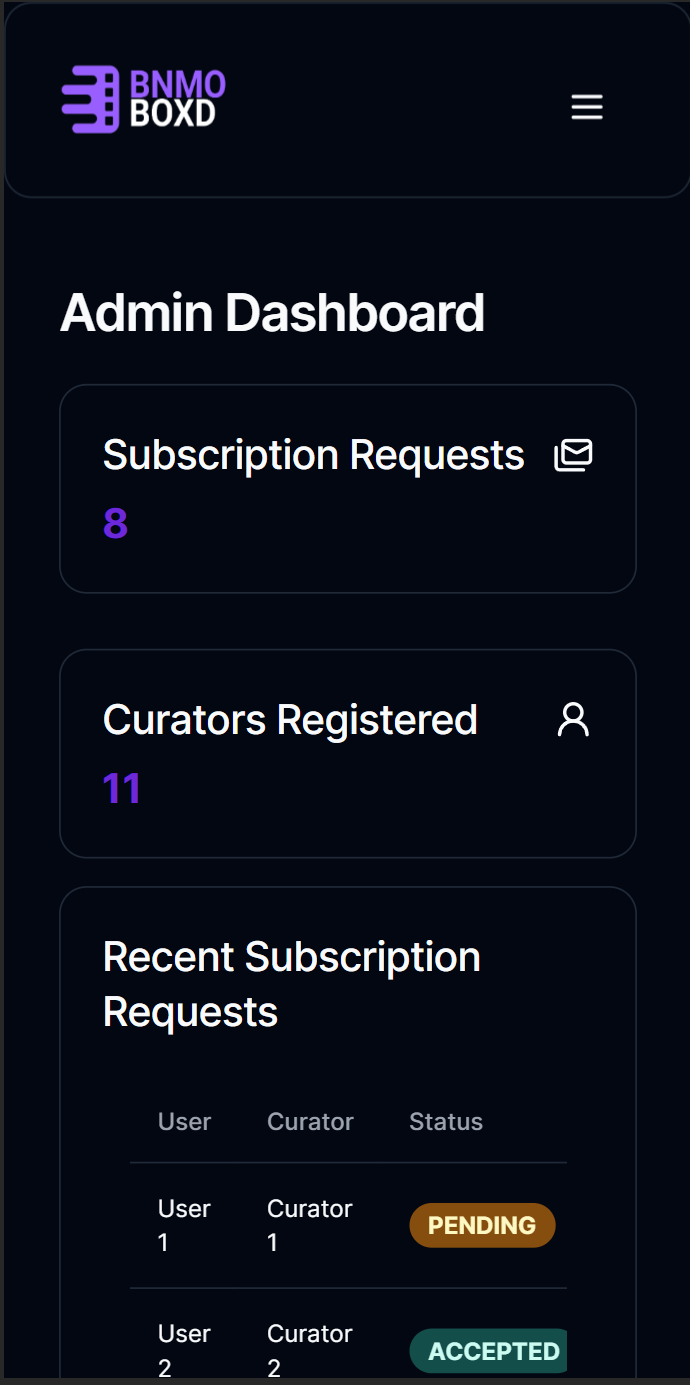 BNMO
BOXD
Admin Dashboard
Subscription Requests
8
Curators Registered
11
Recent Subscription
Requests
User Curator Status
User Curator PENDING
1 1
User Curator ACCEPTED
2 2